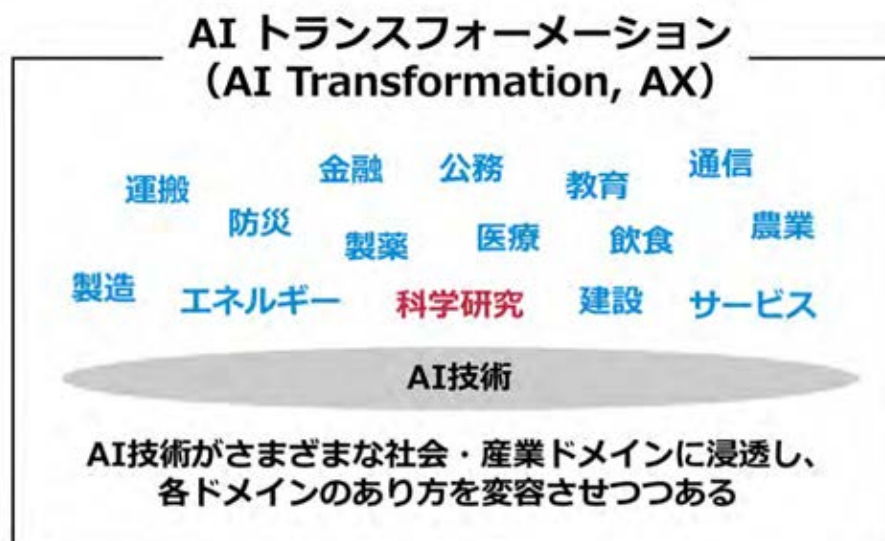 AI トランスフォーメーション
（AI Transformation, AX）
運搬 金融 公務 教育 通信
防災 製薬 医療 飲食 農業
製造 エネルギー 科学研究 建設 サービス
AI技術
AI技術がさまざまな社会・産業ドメインに浸透し、
各ドメインのあり方を変容させつつある